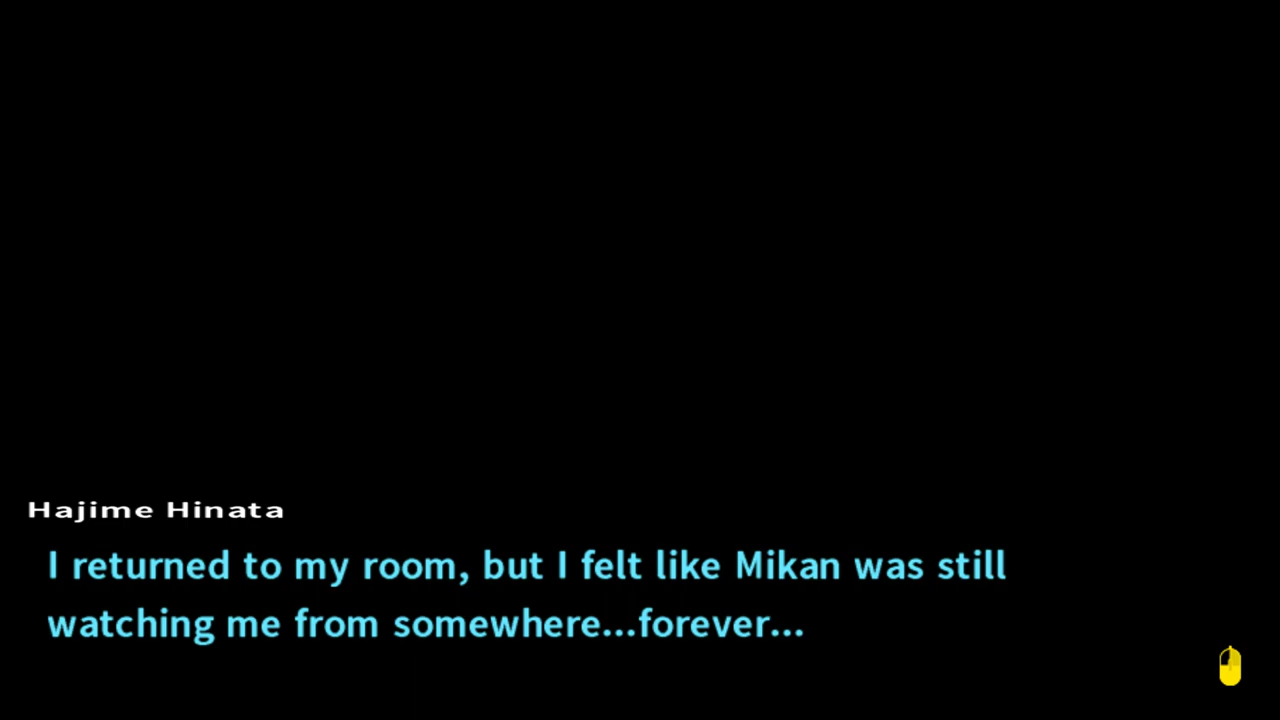 Hajime Hinata
I returned to my room, but I felt like Mikan was still
watching me from somewhere...forever...